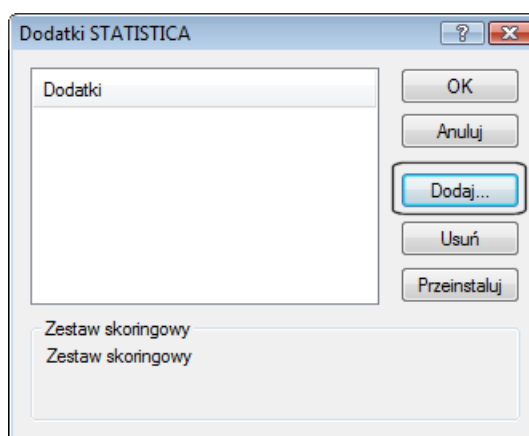 Dodatki STATISTICA
Dodatki
OK
Anuluj
Dodaj...
Usuń
Przeinstaluj
Zestaw skoringowy
Zestaw skoringowy